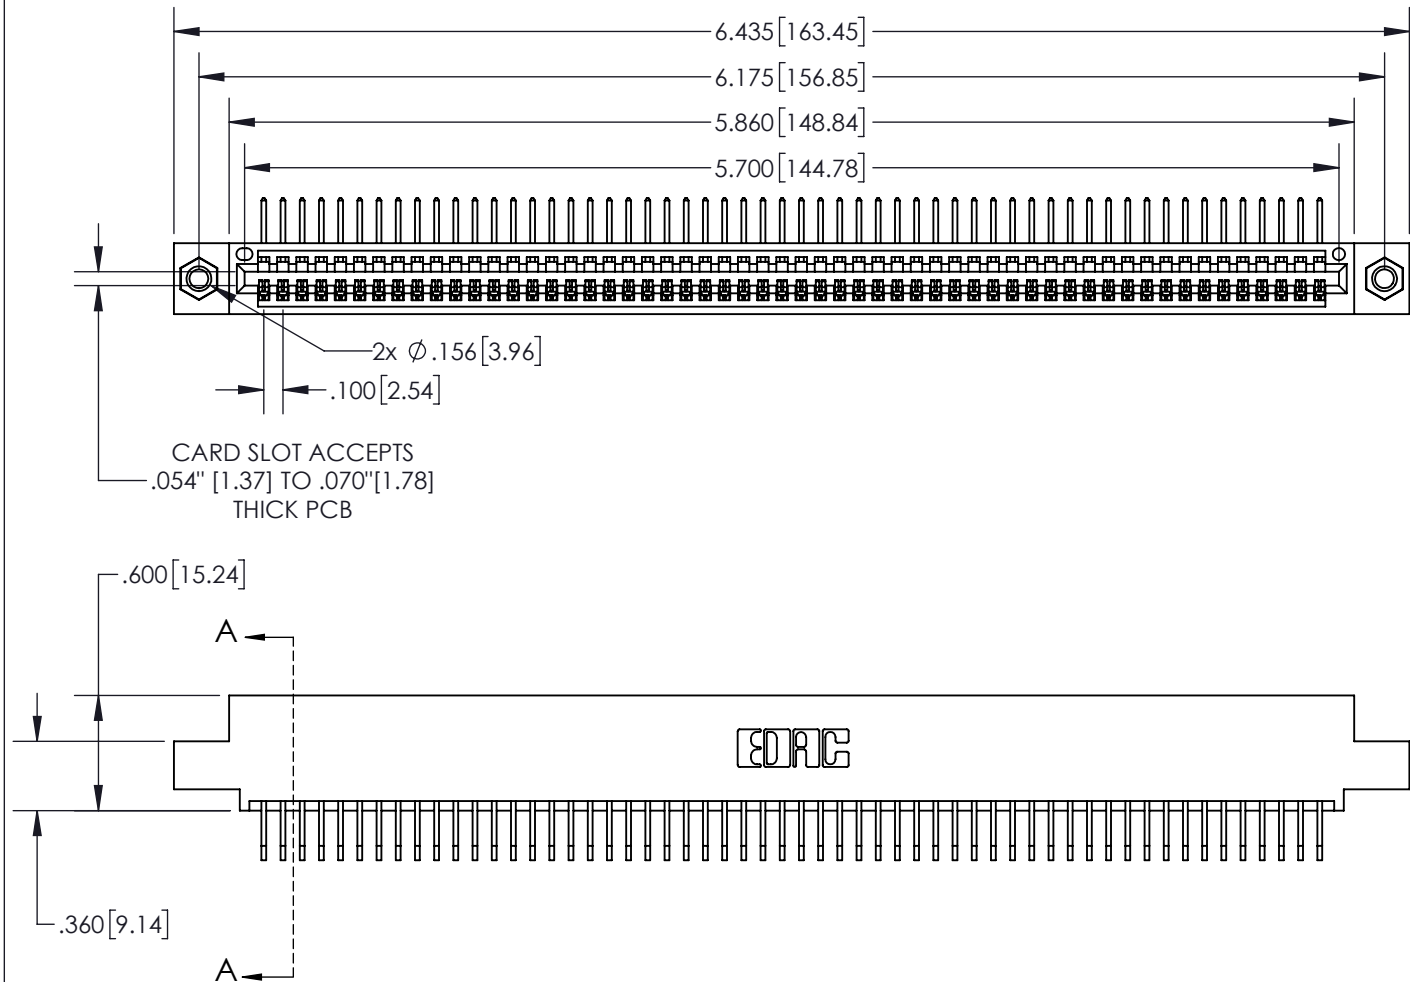 6.435[163.45]
6.175[156.85]
5.860[148.84]
5.700[144.78]
2x ∅.156[3.96]
.100[2.54]
CARD SLOT ACCEPTS
.054" [1.37] TO .070"[1.78]
THICK PCB
.600[15.24]
A
EDAC
.360[9.14]
A